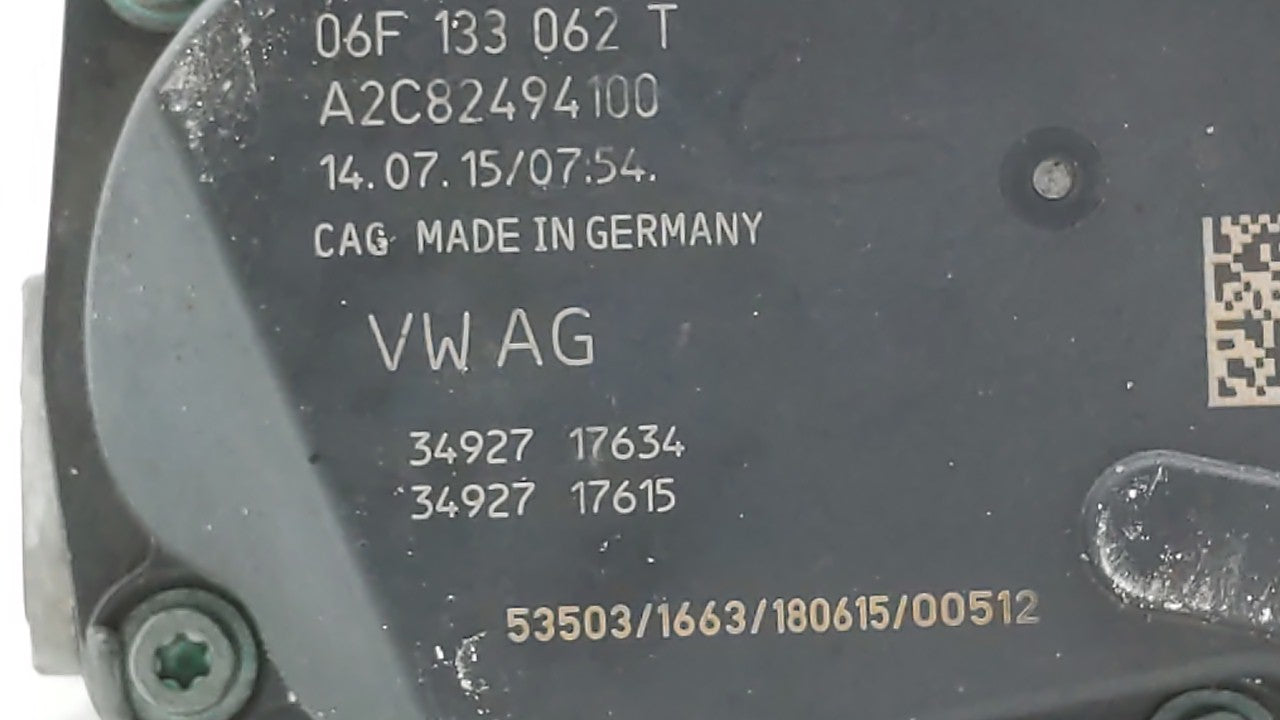 06F 133 062 T
A2C82494100
14.07.15/07:54.
CAG MADE IN GERMANY
VW AG
34927 17634
34927 17615
53503/1663/180615/00512